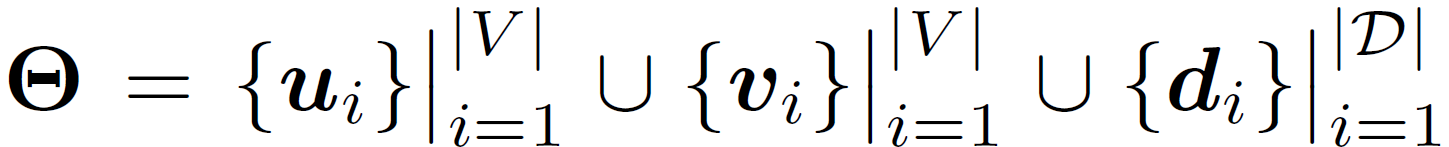 Θ = {u_i}|_{i=1}^{|V|} ∪ {v_i}|_{i=1}^{|V|} ∪ {d_i}|_{i=1}^{|𝒟|}